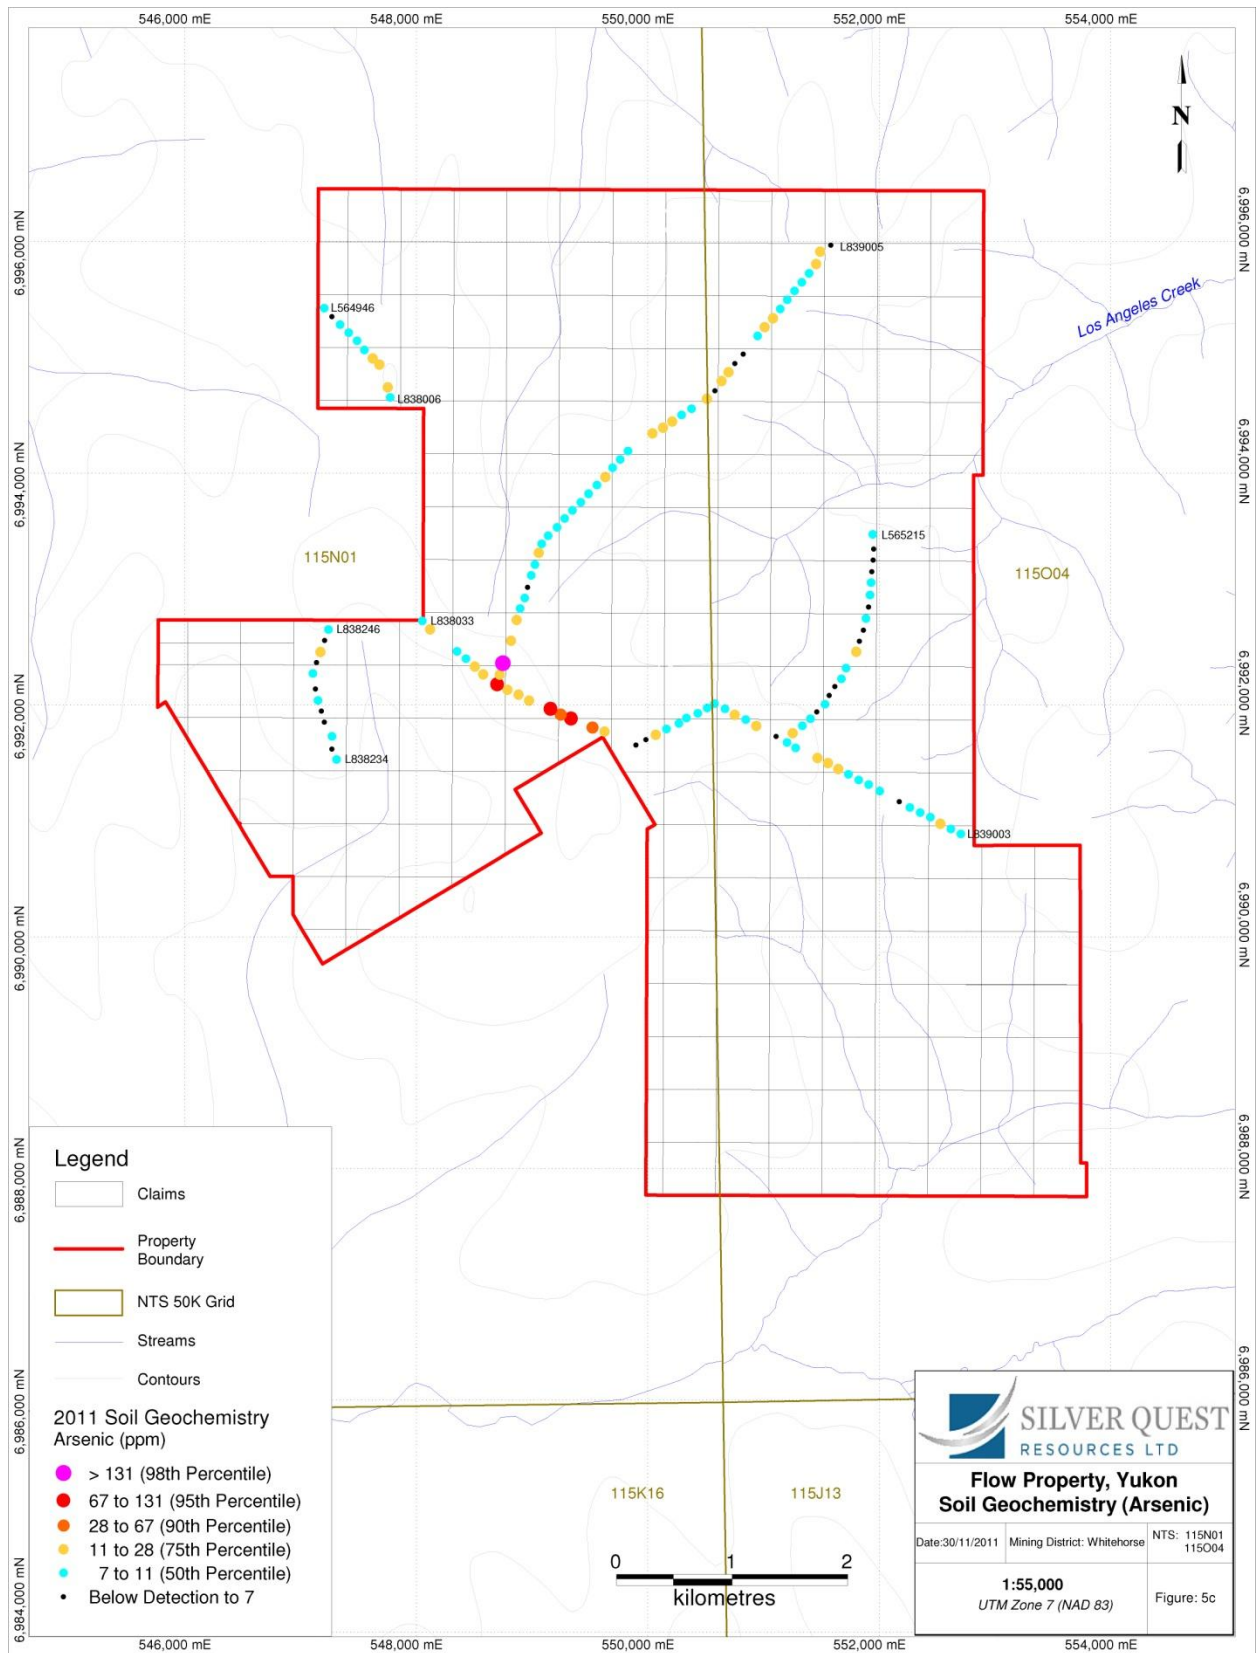 546,000 mE
548,000 mE
550,000 mE
552,000 mE
554,000 mE
N
6,996,000 mN
6,996,000 mN
L839005
Los Angeles Creek
L564946
L838006
6,994,000 mN
6,994,000 mN
L565215
115N01
115O04
L838033
L838246
6,992,000 mN
6,992,000 mN
L838234
L839003
6,990,000 mN
6,990,000 mN
6,988,000 mN
6,988,000 mN
Legend
Claims
Property
Boundary
NTS 50K Grid
Streams
Contours
2011 Soil Geochemistry
Arsenic (ppm)
> 131 (98th Percentile)
67 to 131 (95th Percentile)
28 to 67 (90th Percentile)
11 to 28 (75th Percentile)
7 to 11 (50th Percentile)
Below Detection to 7
6,986,000 mN
6,986,000 mN
115K16
115J13
0 1 2
kilometres
SILVER QUEST
RESOURCES LTD
Flow Property, Yukon
Soil Geochemistry (Arsenic)
Date:30/11/2011
Mining District: Whitehorse
NTS: 115N01
115O04
1:55,000
UTM Zone 7 (NAD 83)
Figure: 5c
6,984,000 mN
6,984,000 mN
546,000 mE
548,000 mE
550,000 mE
552,000 mE
554,000 mE